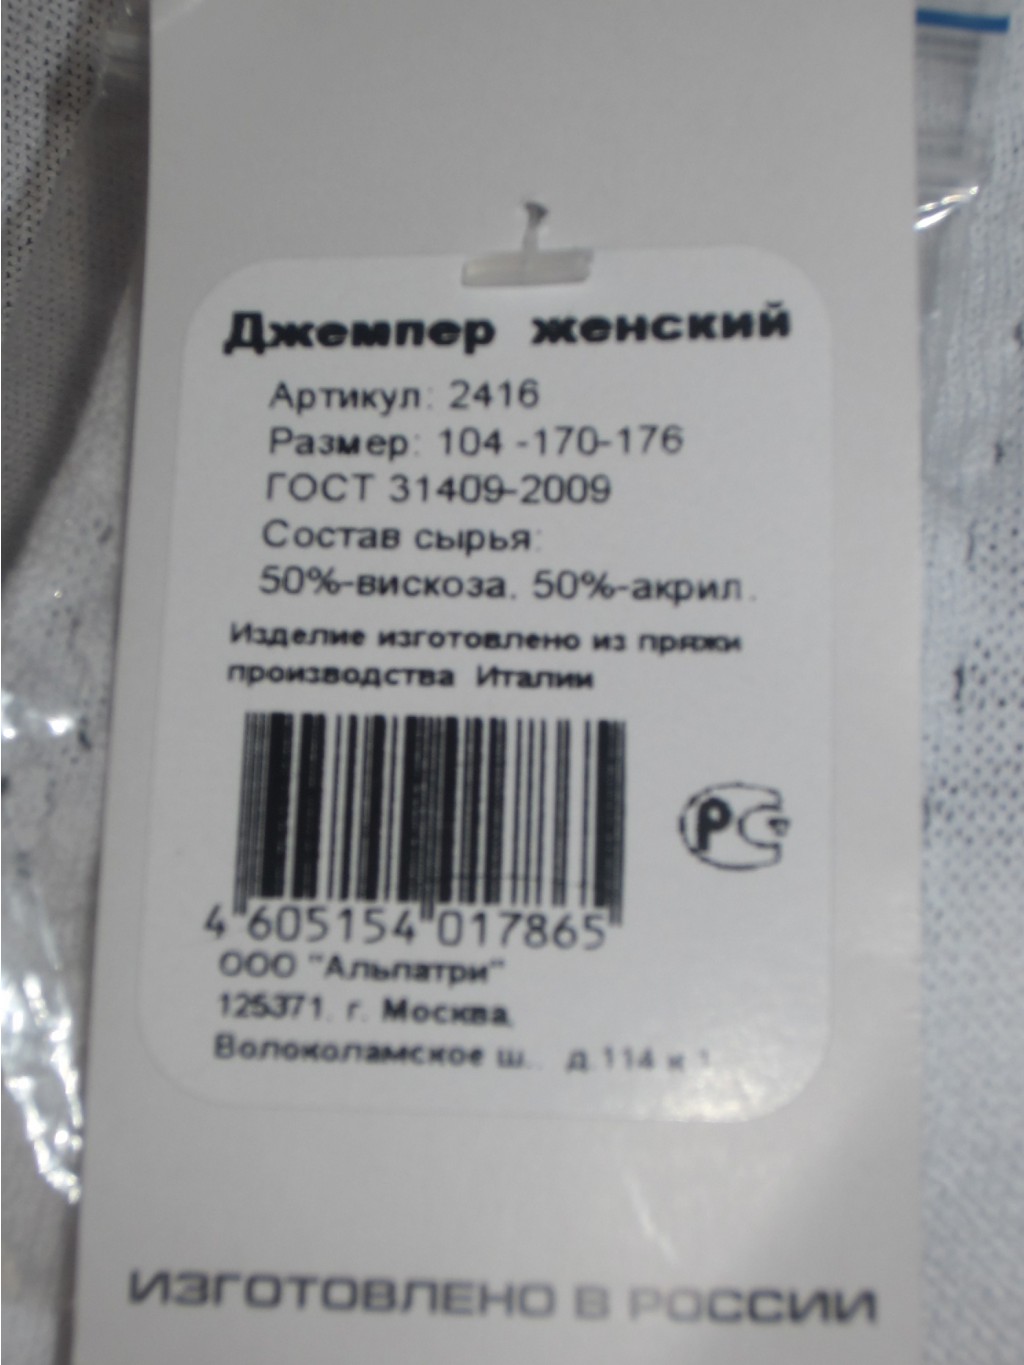 Джемпер женский
Артикул: 2416
Размер: 104 -170-176
ГОСТ 31409-2009
Состав сырья:
50%-вискоза, 50%-акрил.
Изделие изготовлено из пряжи
производства Италии
РС
4 605154 017865
ООО "Альпатри"
125371, г. Москва,
Волоколамское ш., д.114 к 1
ИЗГОТОВЛЕНО В РОССИИ